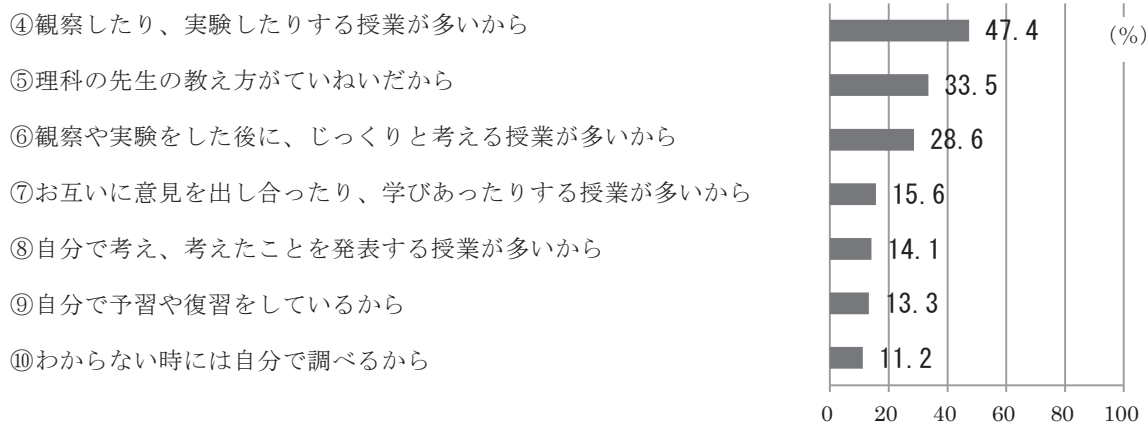 ④観察したり、実験したりする授業が多いから
47.4
(%)
⑤理科の先生の教え方がていねいだから
33.5
⑥観察や実験をした後に、じっくりと考える授業が多いから
28.6
⑦お互いに意見を出し合ったり、学びあったりする授業が多いから
15.6
⑧自分で考え、考えたことを発表する授業が多いから
14.1
⑨自分で予習や復習をしているから
13.3
⑩わからない時には自分で調べるから
11.2
0 20 40 60 80 100